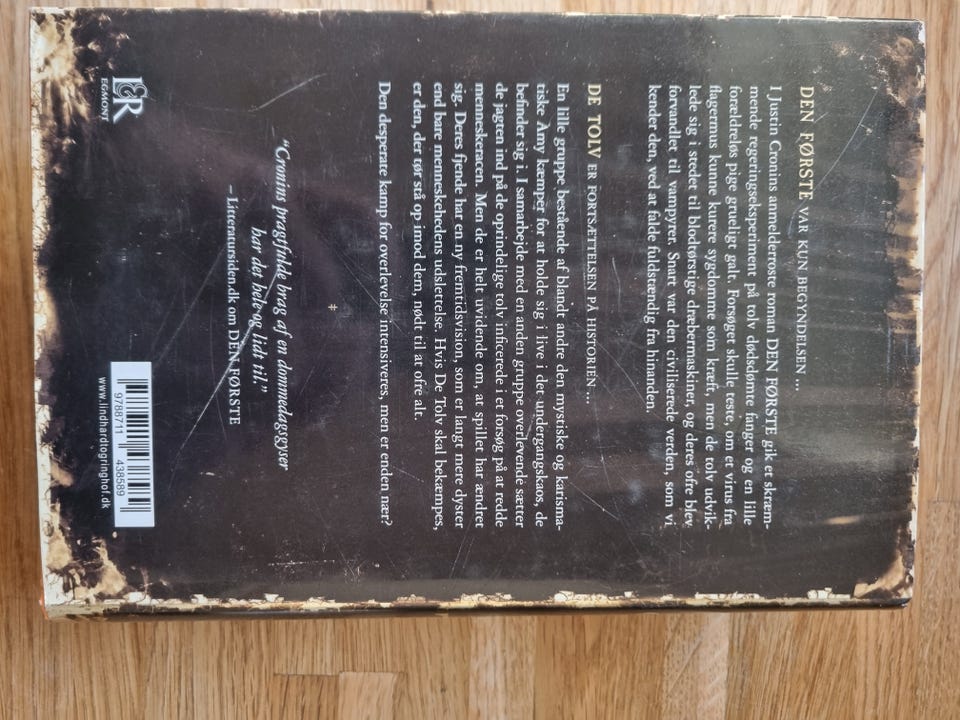 DEN FØRSTE VAR KUN BEGYNDELSEN ...
I Justin Cronins anmelderroste roman DEN FØRSTE gik et skræm-
mende regeringseksperiment på tolv dødsdømte fanger og en lille
forældreløs pige grueligt galt. Forsøget skulle teste, om et virus fra
flagermus kunne kurere sygdomme som kræft, men de tolv udvik-
lede sig i stedet til blodtørstige dræbermaskiner, og deres ofre blev
forvandlet til vampyrer. Snart var den civiliserede verden, som vi
kender den, ved at falde fuldstændig fra hinanden.
DE TOLV ER FORTSÆTTELSEN PÅ HISTORIEN ...
En lille gruppe bestående af blandt andre den mystiske og karisma-
tiske Amy kæmper for at holde sig i live i det undergangskaos, de
befinder sig i. I samarbejde med en anden gruppe overlevende sætter
de jagten ind på de oprindelige tolv inficerede i et forsøg på at redde
menneskeracen. Men de er helt uvidende om, at spillet har ændret
sig. Deres fjende har en ny fremtidsvision, som er langt mere dyster
end bare menneskehedens udslettelse. Hvis De Tolv skal bekæmpes,
er den, der tør stå op imod dem, nødt til at ofre alt.
Den desperate kamp for overlevelse intensiveres, men er enden nær?
"Cronins pragtfulde brag af en dommedagsgyser
har det hele og lidt til."
– Litteratursiden.dk om DEN FØRSTE
L&R
EGMONT
9788711 438589
www.lindhardtogringhof.dk